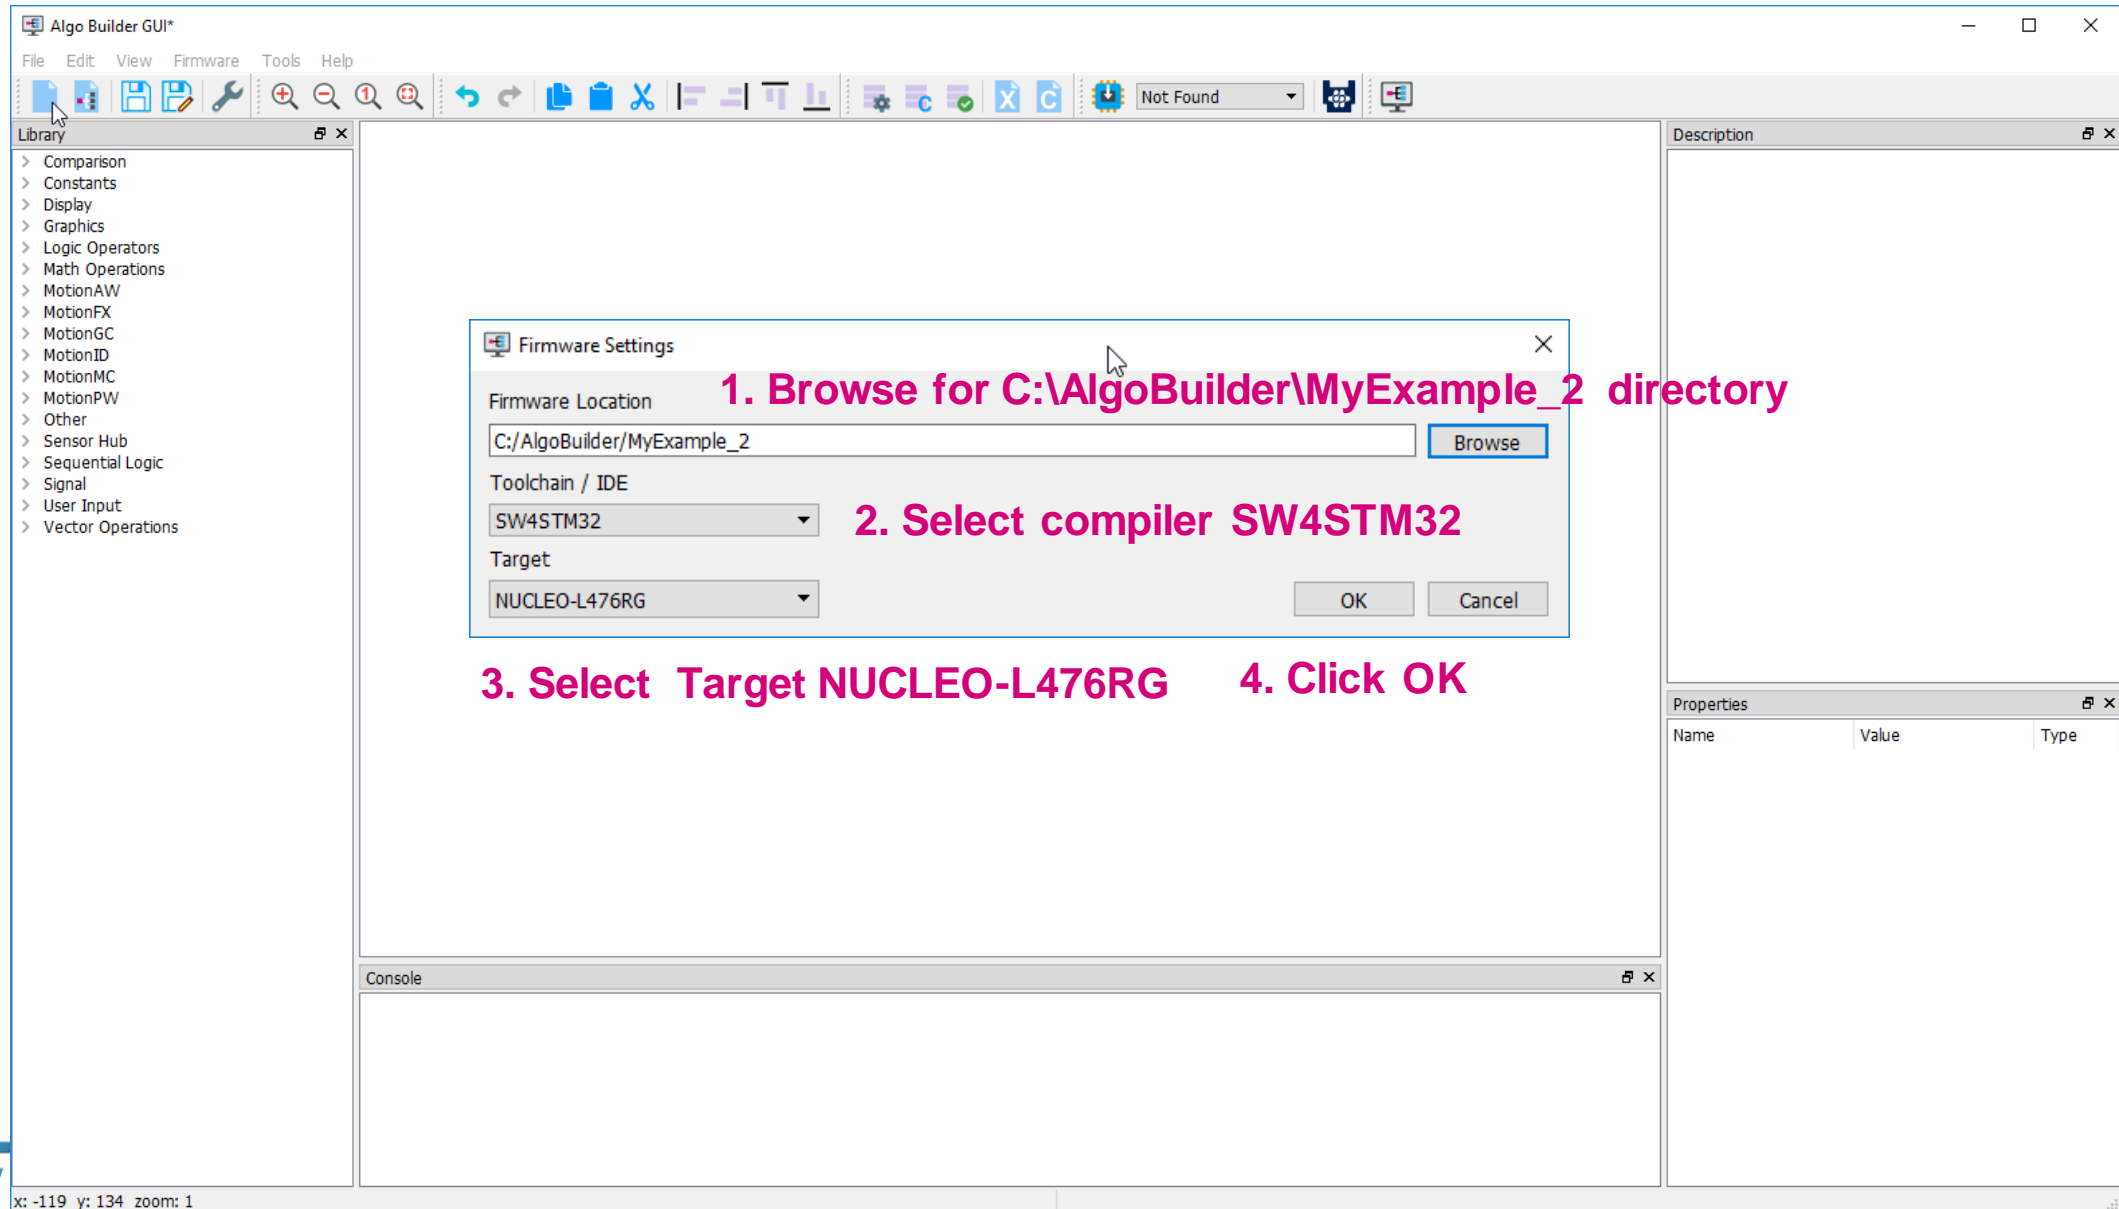 Algo Builder GUI*
File Edit View Firmware Tools Help
Not Found
Library
Comparison
Constants
Display
Graphics
Logic Operators
Math Operations
MotionAW
MotionFX
MotionGC
MotionID
MotionMC
MotionPW
Other
Sensor Hub
Sequential Logic
Signal
User Input
Vector Operations
Firmware Settings
1. Browse for C:\AlgoBuilder\MyExample_2 directory
Firmware Location
C:/AlgoBuilder/MyExample_2
Browse
Toolchain / IDE
SW4STM32
2. Select compiler SW4STM32
Target
NUCLEO-L476RG
OK
Cancel
3. Select Target NUCLEO-L476RG
4. Click OK
Description
Properties
Name Value Type
Console
x: -119 y: 134 zoom: 1